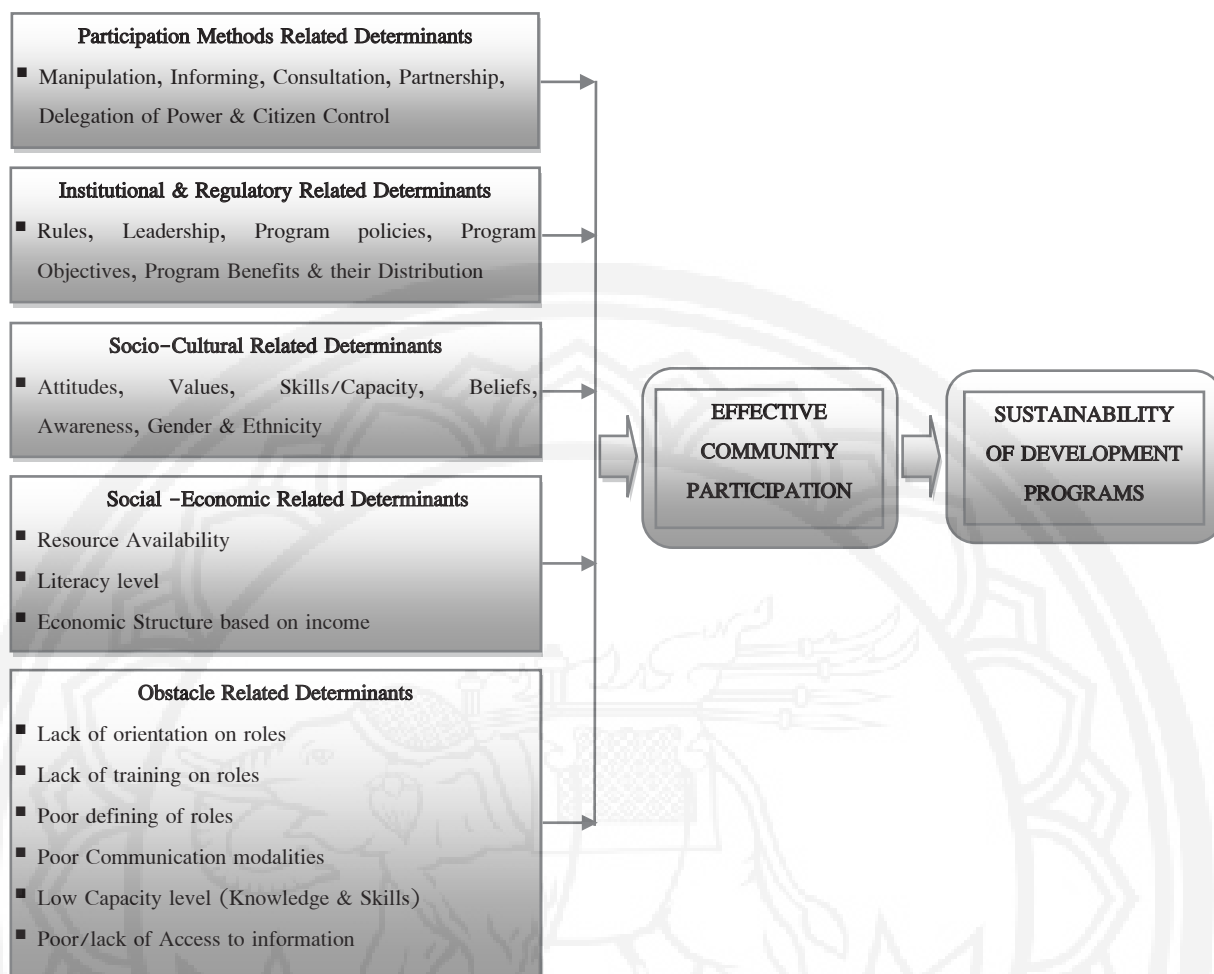 Participation Methods Related Determinants
▪ Manipulation, Informing, Consultation, Partnership,
Delegation of Power & Citizen Control
Institutional & Regulatory Related Determinants
▪ Rules, Leadership, Program policies, Program
Objectives, Program Benefits & their Distribution
Socio-Cultural Related Determinants
▪ Attitudes, Values, Skills/Capacity, Beliefs,
Awareness, Gender & Ethnicity
Social -Economic Related Determinants
▪ Resource Availability
▪ Literacy level
▪ Economic Structure based on income
Obstacle Related Determinants
▪ Lack of orientation on roles
▪ Lack of training on roles
▪ Poor defining of roles
▪ Poor Communication modalities
▪ Low Capacity level (Knowledge & Skills)
▪ Poor/lack of Access to information
EFFECTIVE
COMMUNITY
PARTICIPATION
SUSTAINABILITY
OF DEVELOPMENT
PROGRAMS